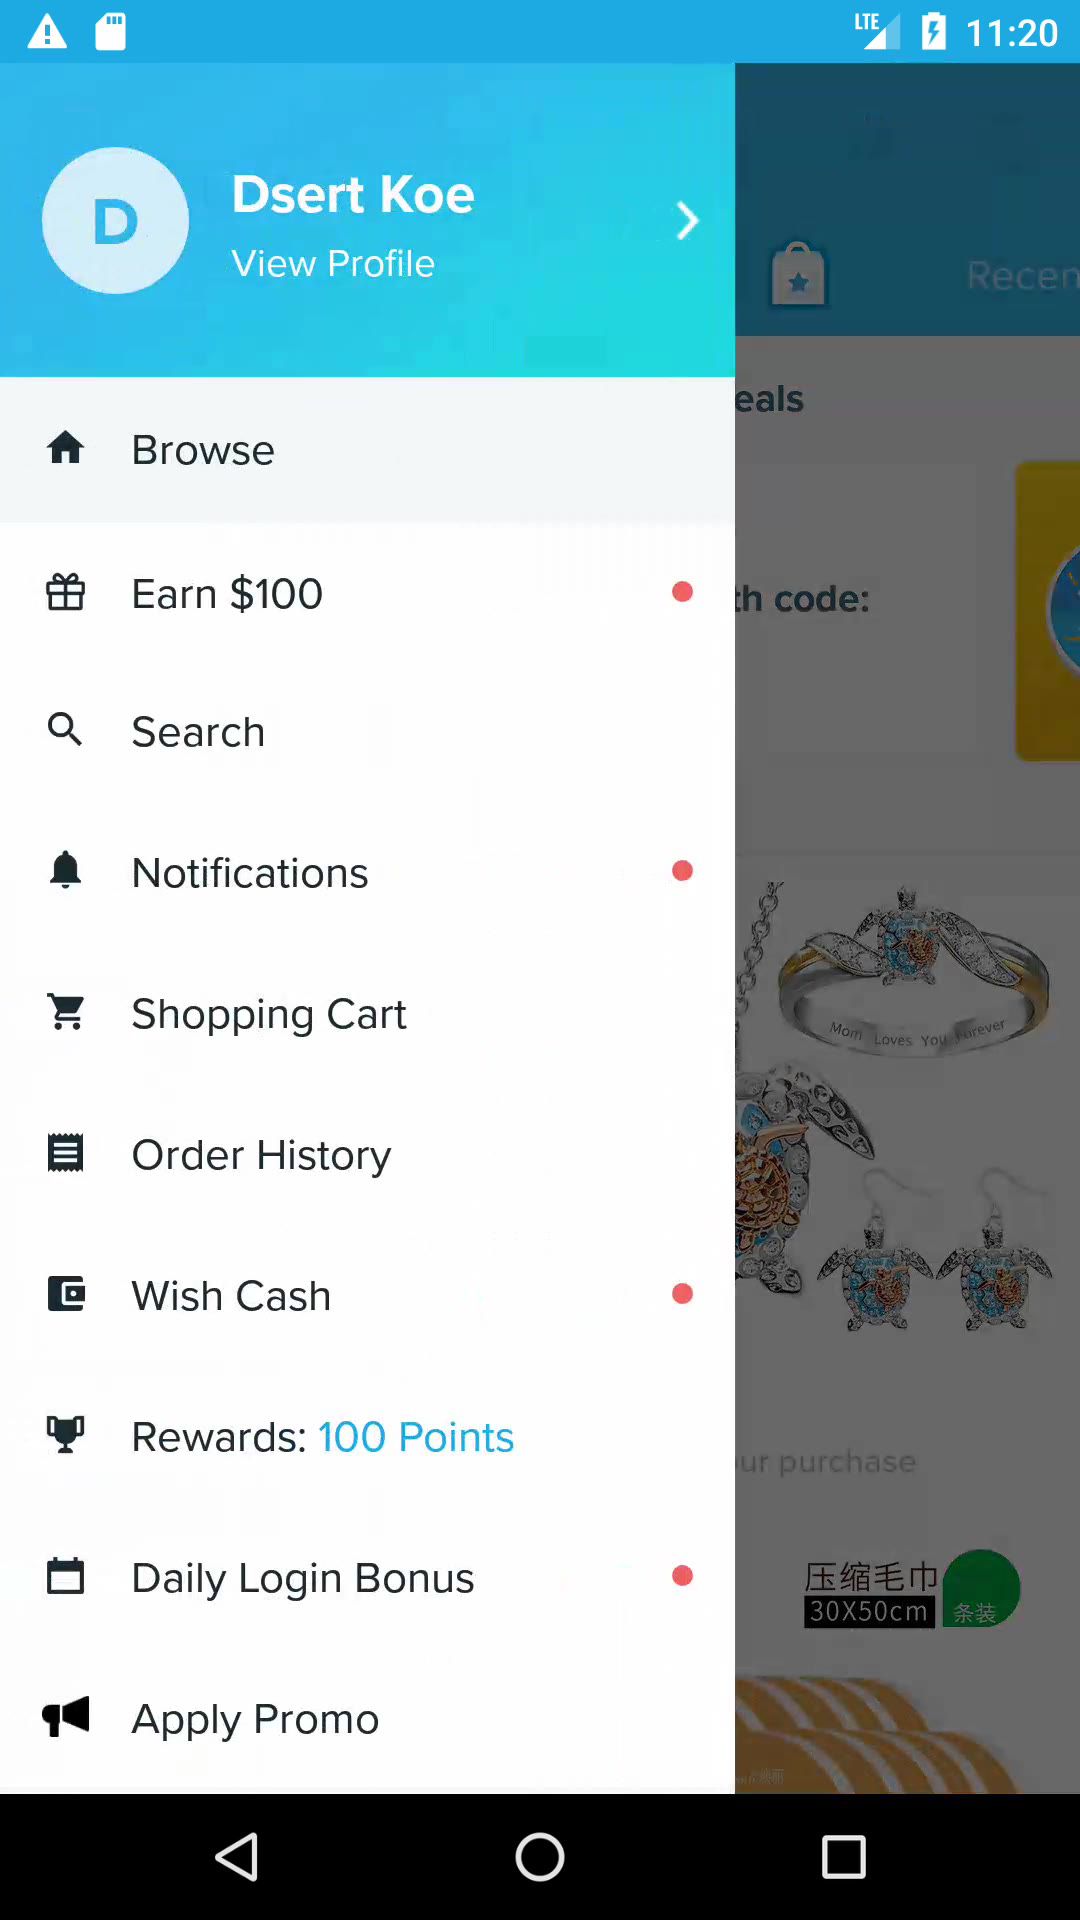 LTE 11:20
D
Dsert Koe
View Profile
Recen
eals
Browse
Earn $100
th code:
Search
Notifications
Mom Loves You Forever
Shopping Cart
Order History
Wish Cash
Rewards: 100 Points
ur purchase
Daily Login Bonus
压缩毛巾
30X50cm
条装
Apply Promo